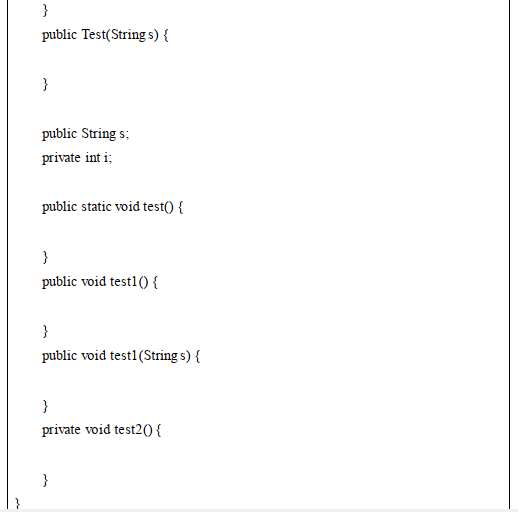 }
public Test(String s) {
}
public String s;
private int i;
public static void test() {
}
public void test1() {
}
public void test1(String s) {
}
private void test2() {
}
}